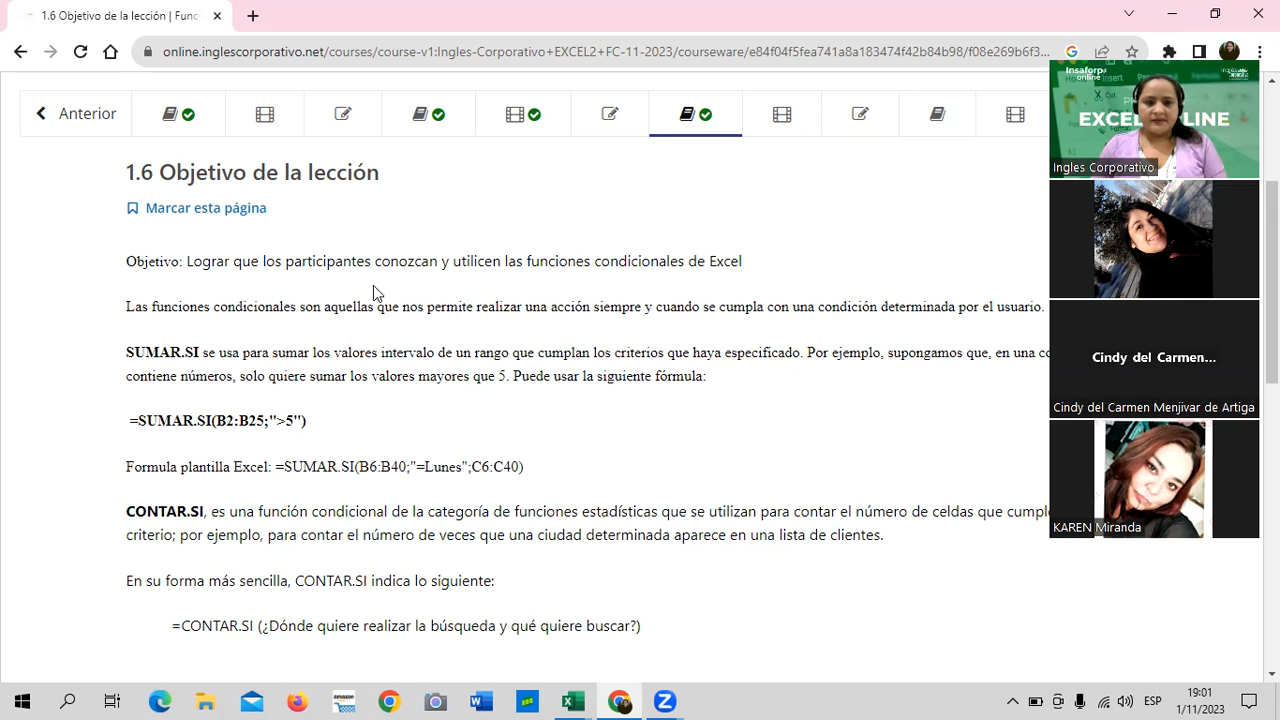 1.6 Objetivo de la lección | Func
online.inglescorporativo.net/courses/course-v1:Ingles-Corporativo+EXCEL2+FC-11-2023/courseware/e84f04f5fea741a8a183474f42b84b98/f08e269b6f3...
Anterior
1.6 Objetivo de la lección
Marcar esta página
Objetivo: Lograr que los participantes conozcan y utilicen las funciones condicionales de Excel
Las funciones condicionales son aquellas que nos permite realizar una acción siempre y cuando se cumpla con una condición determinada por el usuario.
SUMAR.SI se usa para sumar los valores intervalo de un rango que cumplan los criterios que haya especificado. Por ejemplo, supongamos que, en una co
contiene números, solo quiere sumar los valores mayores que 5. Puede usar la siguiente fórmula:
=SUMAR.SI(B2:B25;">5")
Formula plantilla Excel: =SUMAR.SI(B6:B40;"=Lunes";C6:C40)
CONTAR.SI, es una función condicional de la categoría de funciones estadísticas que se utilizan para contar el número de celdas que cumple
criterio; por ejemplo, para contar el número de veces que una ciudad determinada aparece en una lista de clientes.
En su forma más sencilla, CONTAR.SI indica lo siguiente:
=CONTAR.SI (¿Dónde quiere realizar la búsqueda y qué quiere buscar?)
Insaforp
online
EXCEL LINE
Ingles Corporativo
Cindy del Carmen...
Cindy del Carmen Menjivar de Artiga
KAREN Miranda
ESP
19:01
1/11/2023